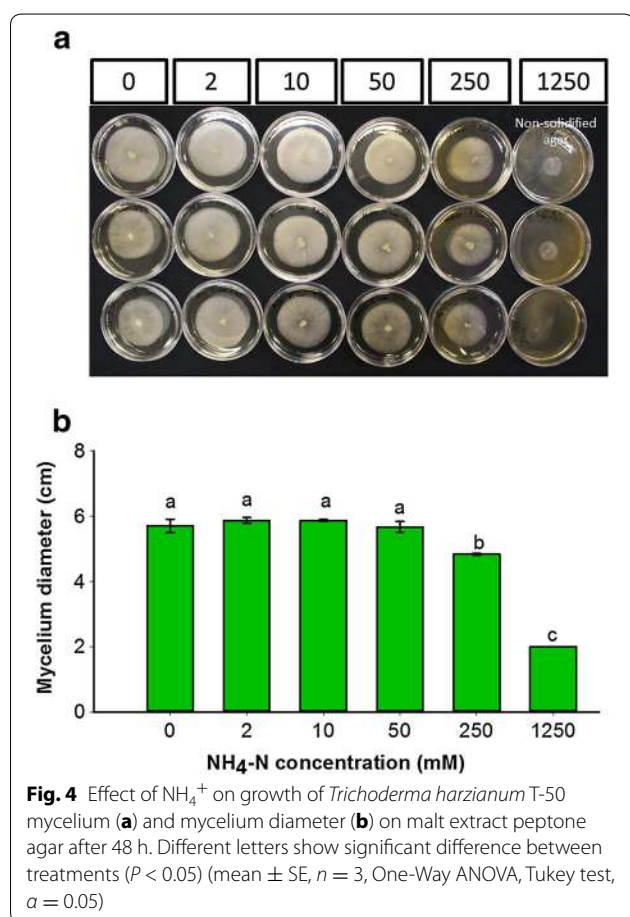 a
0 2 10 50 250 1250
Non-solidified
agar
b
8
6
4
2
0
Mycelium diameter (cm)
a a a a b c
0 2 10 50 250 1250
NH4-N concentration (mM)
Fig. 4 Effect of NH₄⁺ on growth of Trichoderma harzianum T-50
mycelium (a) and mycelium diameter (b) on malt extract peptone
agar after 48 h. Different letters show significant difference between
treatments (P < 0.05) (mean ± SE, n = 3, One-Way ANOVA, Tukey test,
α = 0.05)